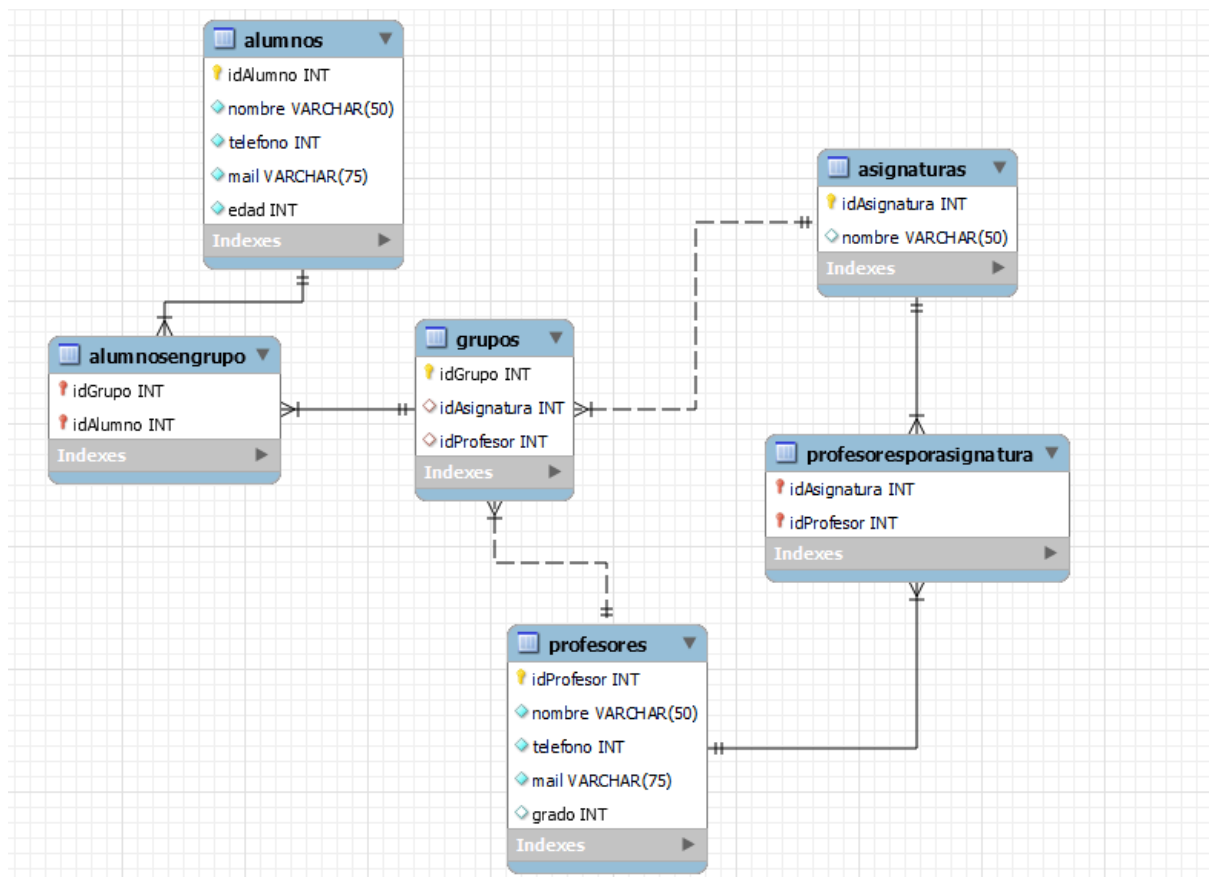 alumnos
idAlumno INT
nombre VARCHAR(50)
telefono INT
mail VARCHAR(75)
edad INT
Indexes
asignaturas
idAsignatura INT
nombre VARCHAR(50)
Indexes
alumnosengrupo
idGrupo INT
idAlumno INT
Indexes
grupos
idGrupo INT
idAsignatura INT
idProfesor INT
Indexes
profesoresporasignatura
idAsignatura INT
idProfesor INT
Indexes
profesores
idProfesor INT
nombre VARCHAR(50)
telefono INT
mail VARCHAR(75)
grado INT
Indexes